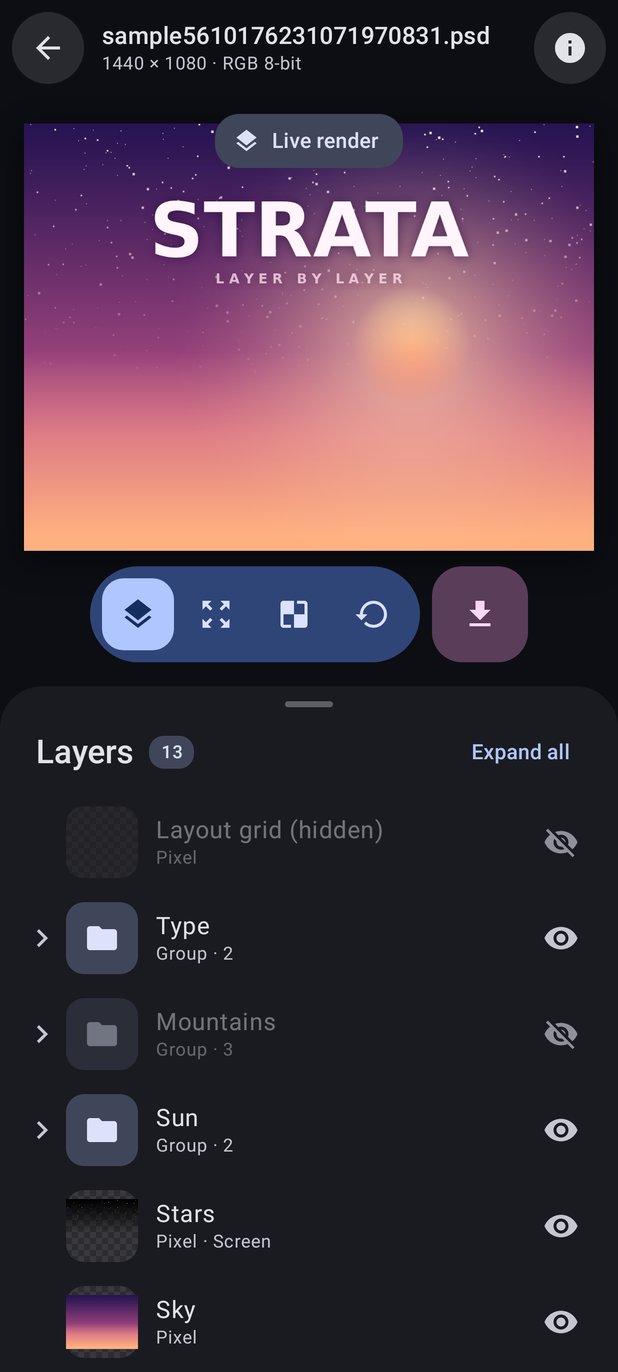 sample5610176231071970831.psd
1440 × 1080 · RGB 8-bit
Live render
STRATA
LAYER BY LAYER
Layers 13 Expand all
Layout grid (hidden)
Pixel
Type
Group · 2
Mountains
Group · 3
Sun
Group · 2
Stars
Pixel · Screen
Sky
Pixel